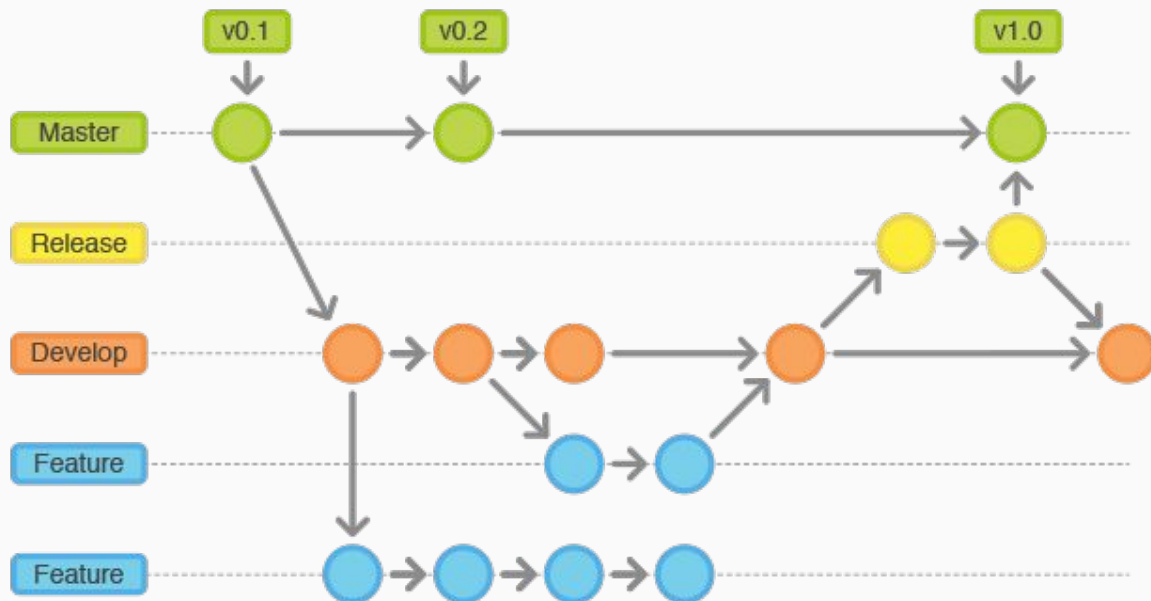 v0.1
v0.2
v1.0
Master
Release
Develop
Feature
Feature